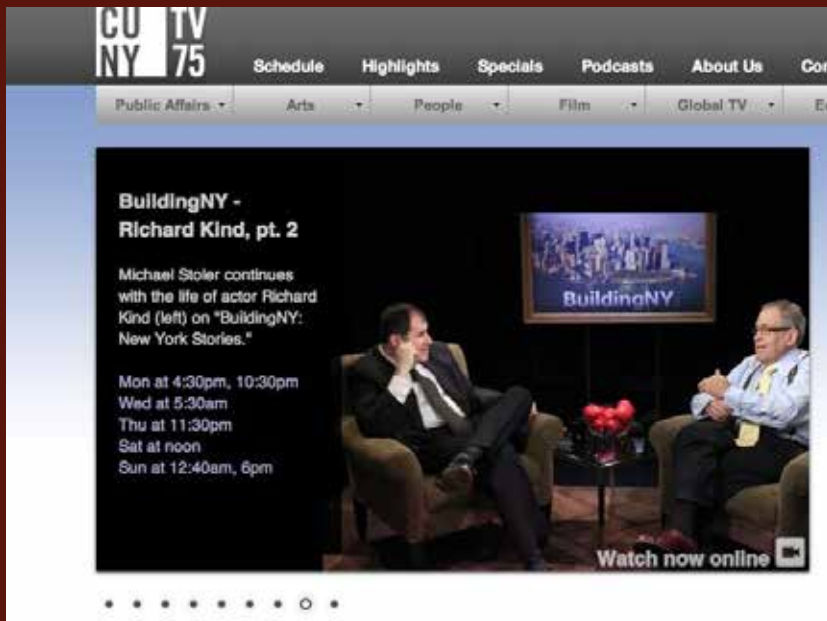 CU TV
NY 75
Schedule Highlights Specials Podcasts About Us Con
Public Affairs Arts People Film Global TV E
BuildingNY -
Richard Kind, pt. 2
Michael Stoler continues
with the life of actor Richard
Kind (left) on "BuildingNY:
New York Stories."
Mon at 4:30pm, 10:30pm
Wed at 5:30am
Thu at 11:30pm
Sat at noon
Sun at 12:40am, 6pm
BuildingNY
Watch now online